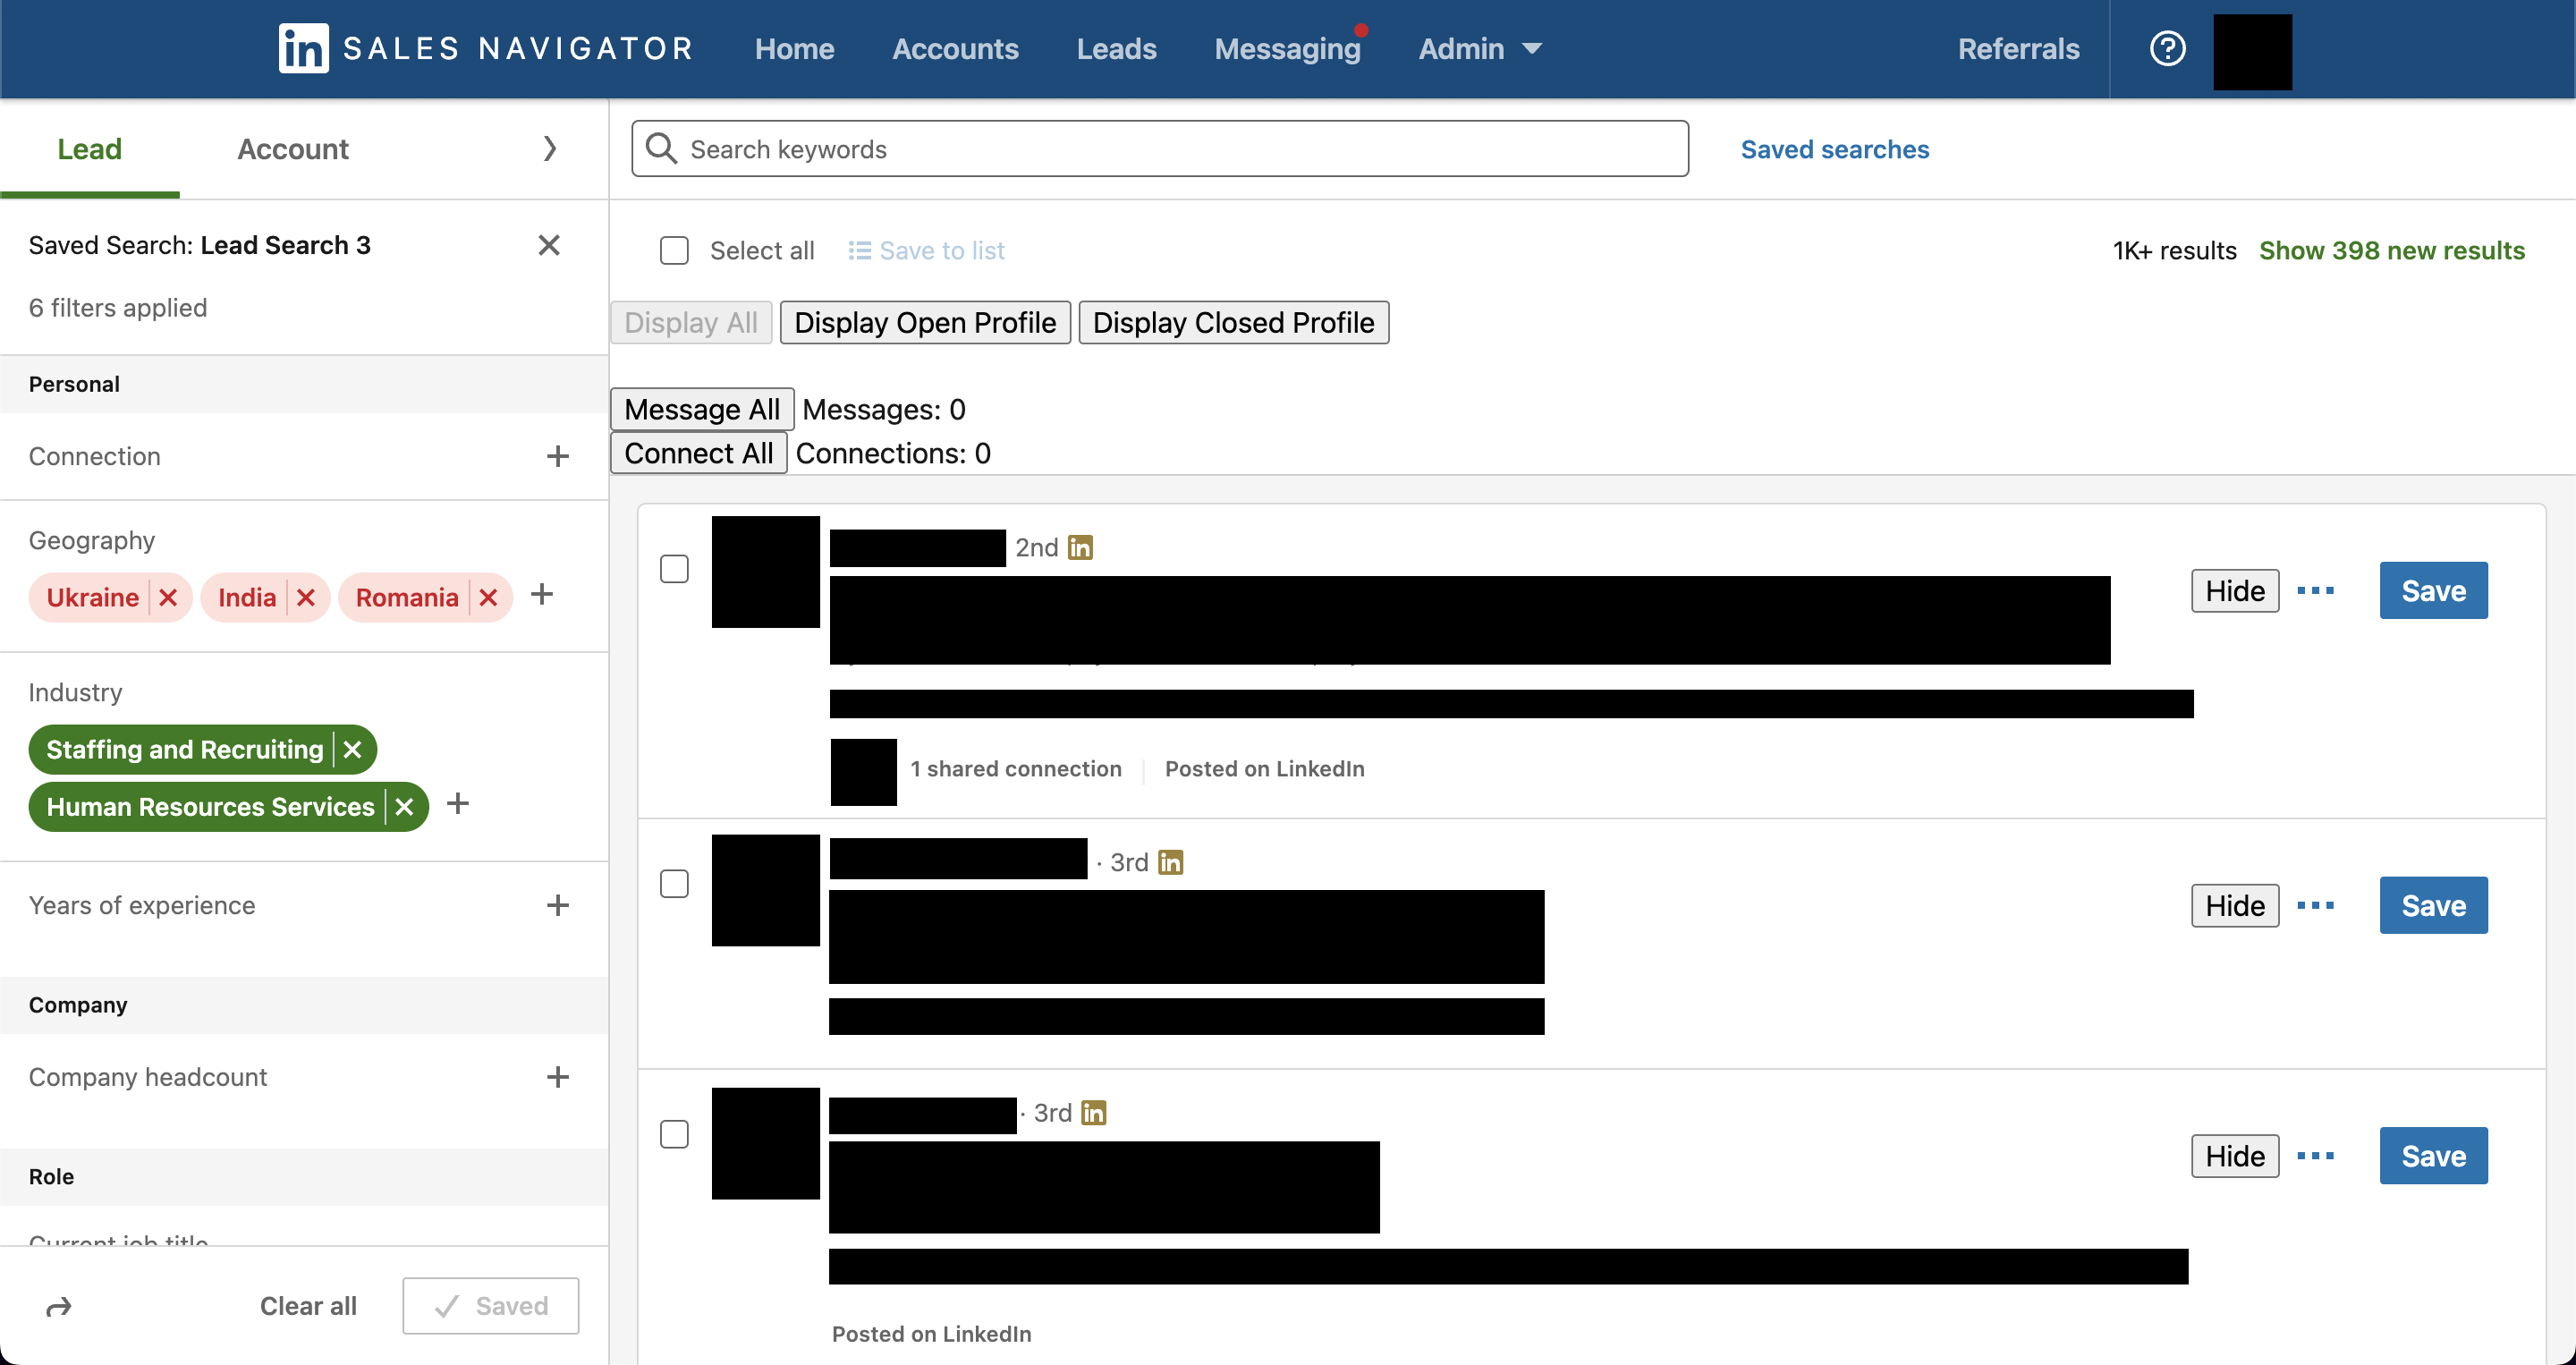 in SALES NAVIGATOR Home Accounts Leads Messaging Admin Referrals
Lead Account
Search keywords Saved searches
Saved Search: Lead Search 3
6 filters applied
Personal
Connection
Geography
Ukraine India Romania
Industry
Staffing and Recruiting
Human Resources Services
Years of experience
Company
Company headcount
Role
Current job title
Clear all Saved
Select all Save to list 1K+ results Show 398 new results
Display All Display Open Profile Display Closed Profile
Message All Messages: 0
Connect All Connections: 0
2nd in
Hide Save
1 shared connection Posted on LinkedIn
· 3rd in
Hide Save
· 3rd in
Hide Save
Posted on LinkedIn